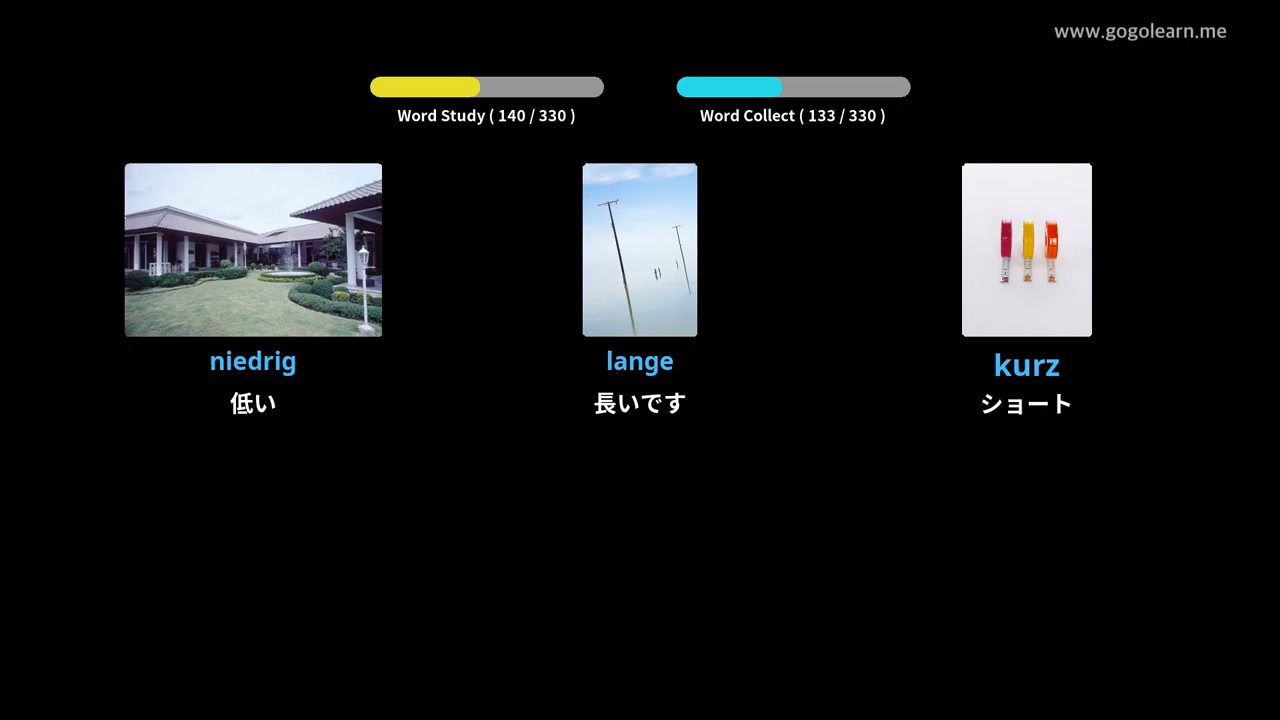 www.gogolearn.me
Word Study ( 140 / 330 )
Word Collect ( 133 / 330 )
niedrig
lange
kurz
低い
長いです
ショート